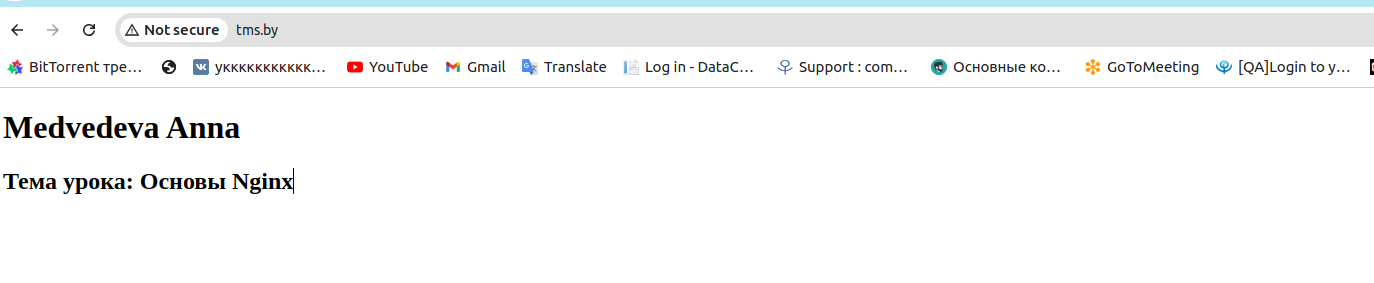 Not secure tms.by
BitTorrent тре... укккккккккккк... YouTube Gmail Translate Log in - DataC... Support : com... Основные ко... GoToMeeting [QA]Login to y...
Medvedeva Anna
Тема урока: Основы Nginx